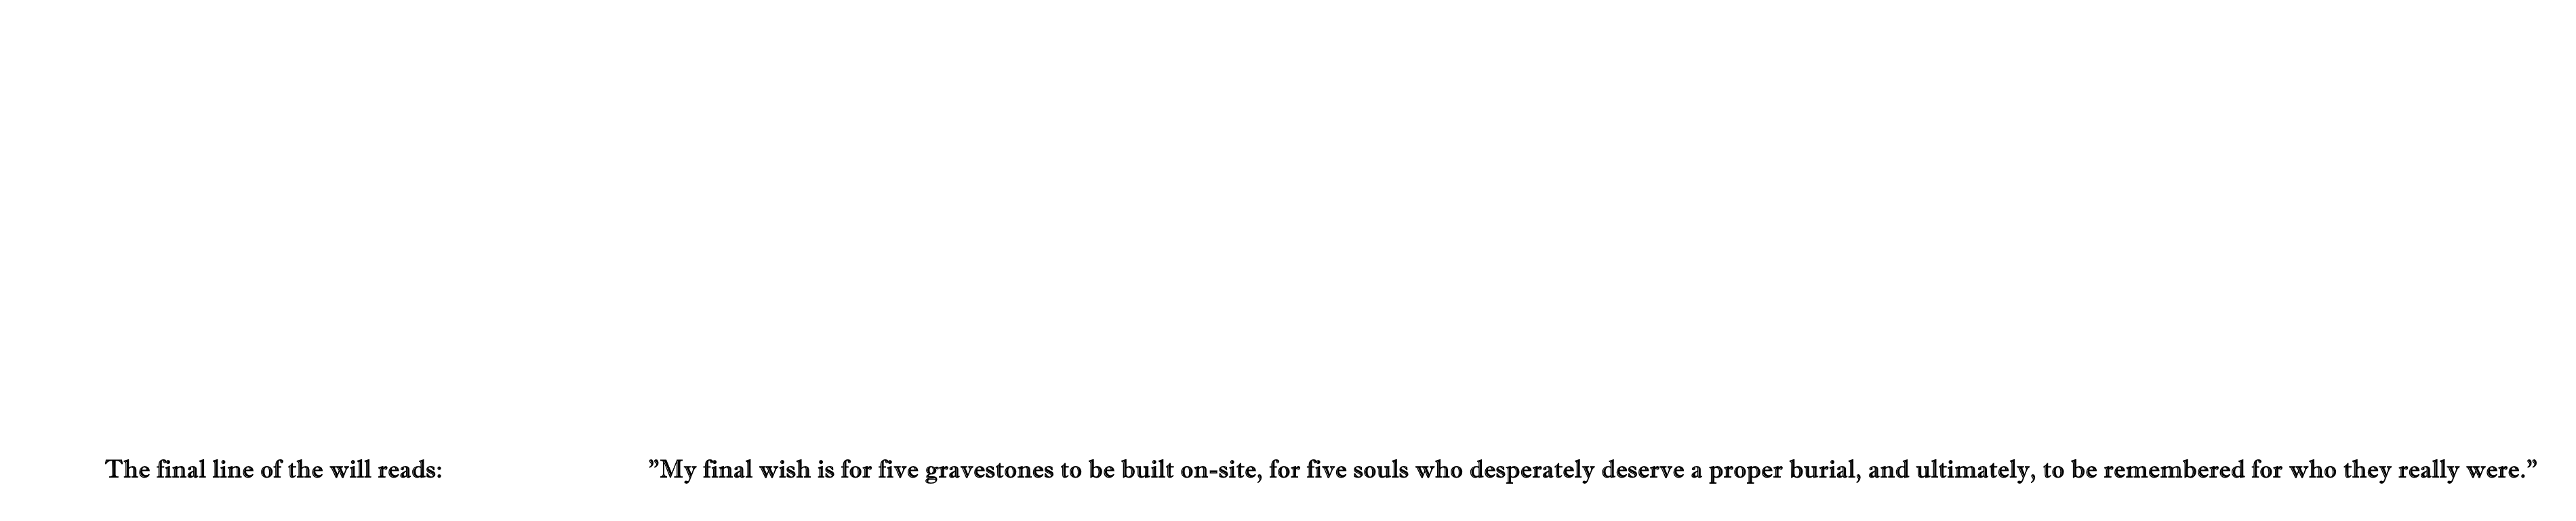 The final line of the will reads: ”My final wish is for five gravestones to be built on-site, for five souls who desperately deserve a proper burial, and ultimately, to be remembered for who they really were.”